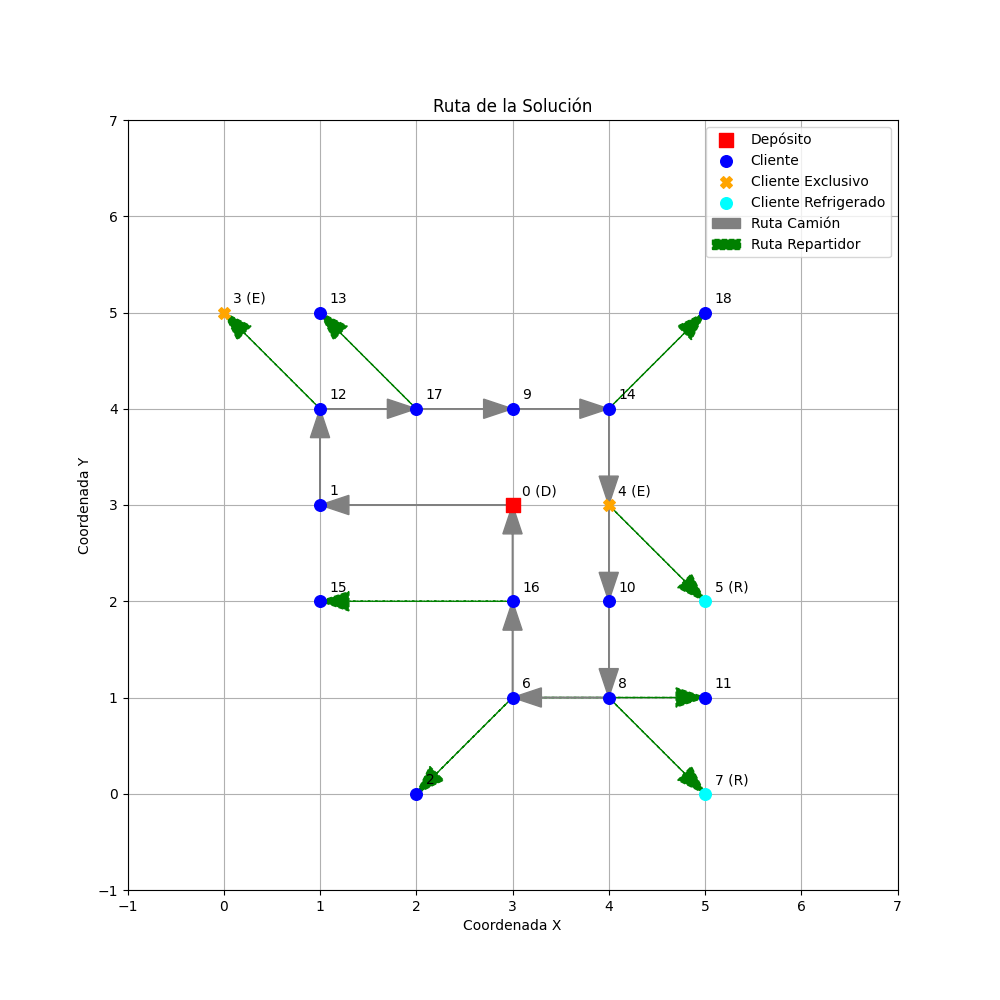 Ruta de la Solución
7
Depósito
Cliente
Cliente Exclusivo
Cliente Refrigerado
Ruta Camión
Ruta Repartidor
6
3 (E)
13
18
5
12
17
9
14
4
1
0 (D)
4 (E)
3
15
16
10
5 (R)
2
6
8
11
1
2
7 (R)
0
−1
−1
0
1
2
3
4
5
6
7
Coordenada X
Coordenada Y